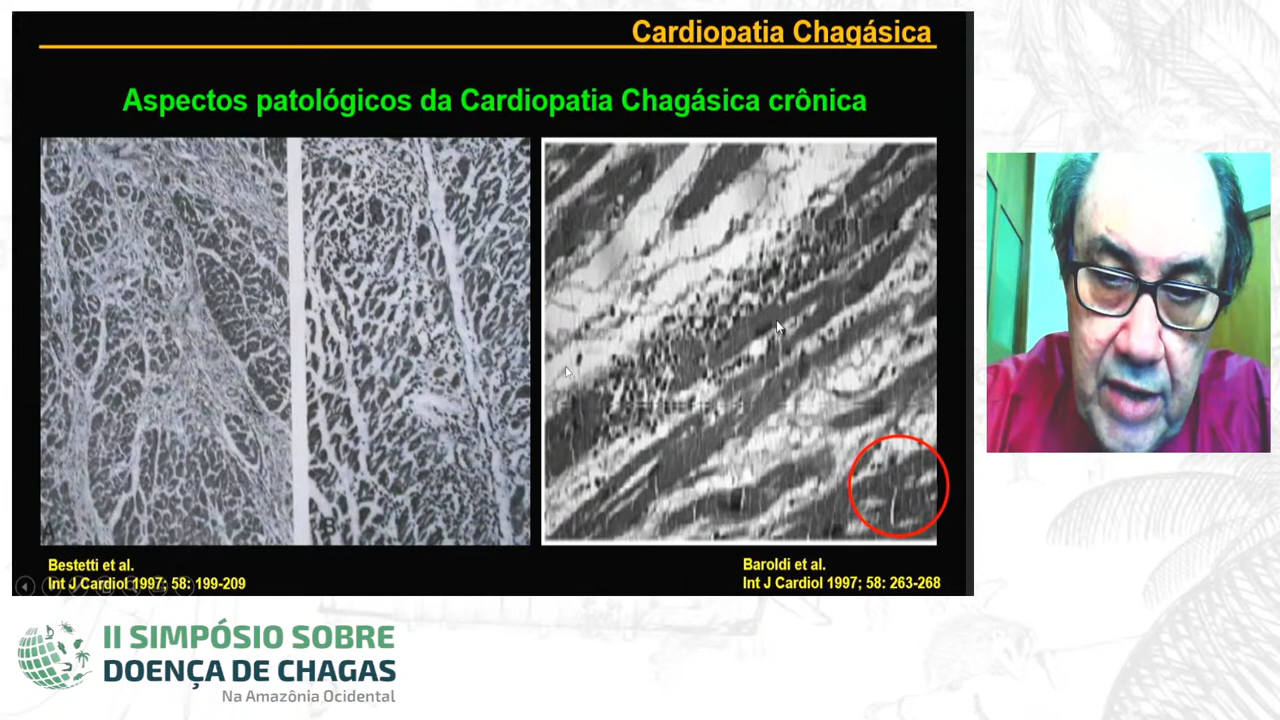 Cardiopatia Chagásica
Aspectos patológicos da Cardiopatia Chagásica crônica
Bestetti et al.
Int J Cardiol 1997; 58: 199-209
Baroldi et al.
Int J Cardiol 1997; 58: 263-268
II SIMPÓSIO SOBRE
DOENÇA DE CHAGAS
Na Amazônia Ocidental